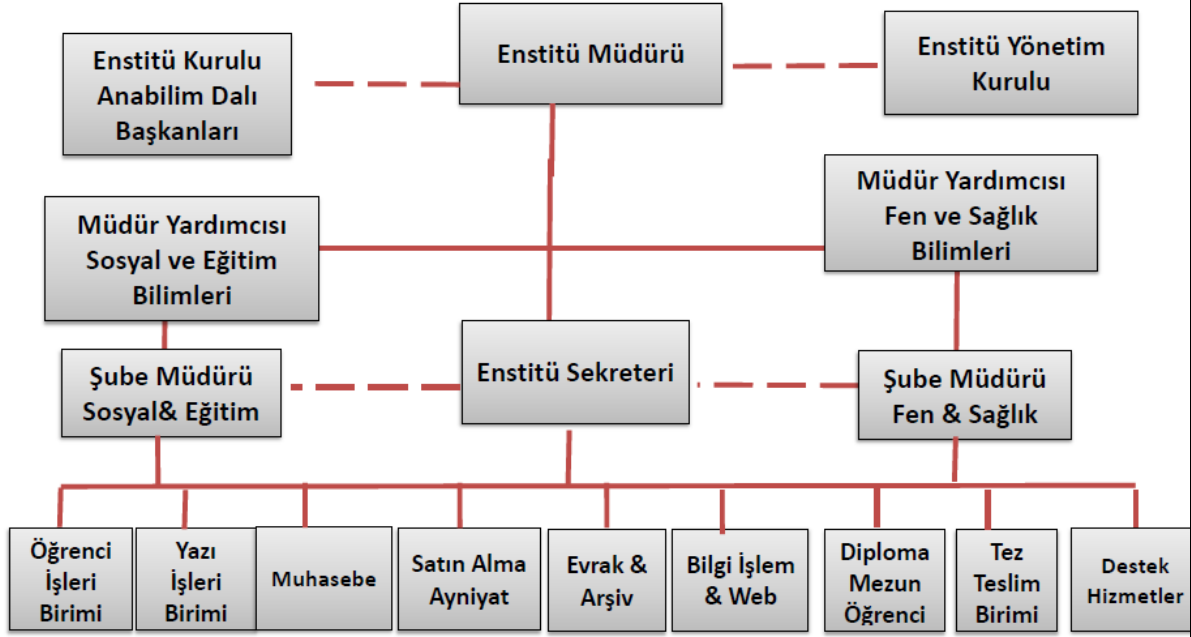 Enstitü Kurulu
Anabilim Dalı
Başkanları
Enstitü Müdürü
Enstitü Yönetim
Kurulu
Müdür Yardımcısı
Sosyal ve Eğitim
Bilimleri
Müdür Yardımcısı
Fen ve Sağlık
Bilimleri
Şube Müdürü
Sosyal& Eğitim
Enstitü Sekreteri
Şube Müdürü
Fen & Sağlık
Öğrenci
İşleri
Birimi
Yazı
İşleri
Birimi
Muhasebe
Satın Alma
Ayniyat
Evrak &
Arşiv
Bilgi İşlem
& Web
Diploma
Mezun
Öğrenci
Tez
Teslim
Birimi
Destek
Hizmetler